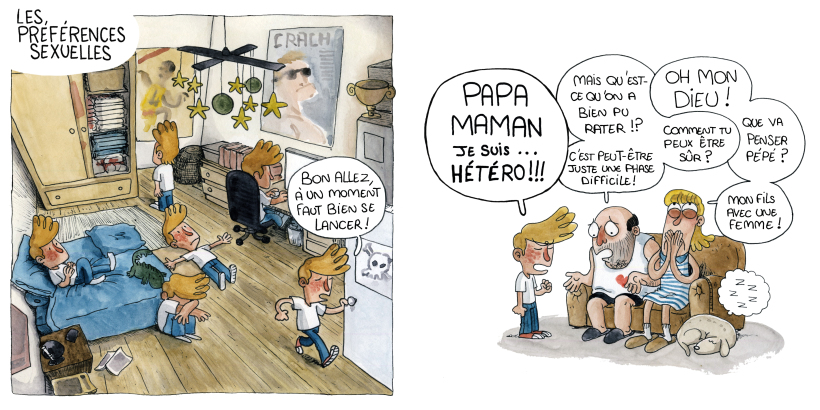 LES
PRÉFÉRENCES
SEXUELLES
CRACH
BON ALLEZ,
À UN MOMENT
FAUT BIEN SE
LANCER !
PAPA
MAMAN
JE SUIS ...
HÉTÉRO !!!
MAIS QU'EST-
CE QU'ON A
BIEN PU
RATER !?
C'EST PEUT-ÊTRE
JUSTE UNE PHASE
DIFFICILE !
OH MON
DIEU !
COMMENT TU
PEUX ÊTRE
SÛR ?
QUE VA
PENSER
PÉPÉ ?
MON FILS
AVEC UNE
FEMME !
Z
Z
Z
N
Z